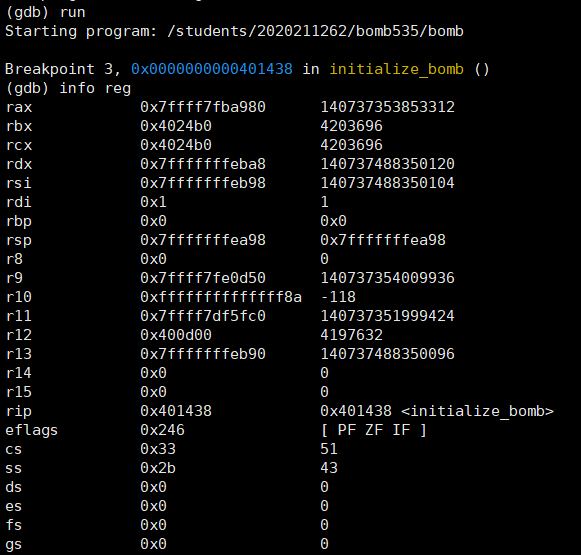 (gdb) run
Starting program: /students/2020211262/bomb535/bomb
Breakpoint 3, 0x0000000000401438 in initialize_bomb ()
(gdb) info reg
rax 0x7ffff7fba980 140737353853312
rbx 0x4024b0 4203696
rcx 0x4024b0 4203696
rdx 0x7fffffffeba8 140737488350120
rsi 0x7fffffffeb98 140737488350104
rdi 0x1 1
rbp 0x0 0x0
rsp 0x7fffffffea98 0x7fffffffea98
r8 0x0 0
r9 0x7ffff7fe0d50 140737354009936
r10 0xffffffffffffff8a -118
r11 0x7ffff7df5fc0 140737351999424
r12 0x400d00 4197632
r13 0x7fffffffeb90 140737488350096
r14 0x0 0
r15 0x0 0
rip 0x401438 0x401438 <initialize_bomb>
eflags 0x246 [ PF ZF IF ]
cs 0x33 51
ss 0x2b 43
ds 0x0 0
es 0x0 0
fs 0x0 0
gs 0x0 0